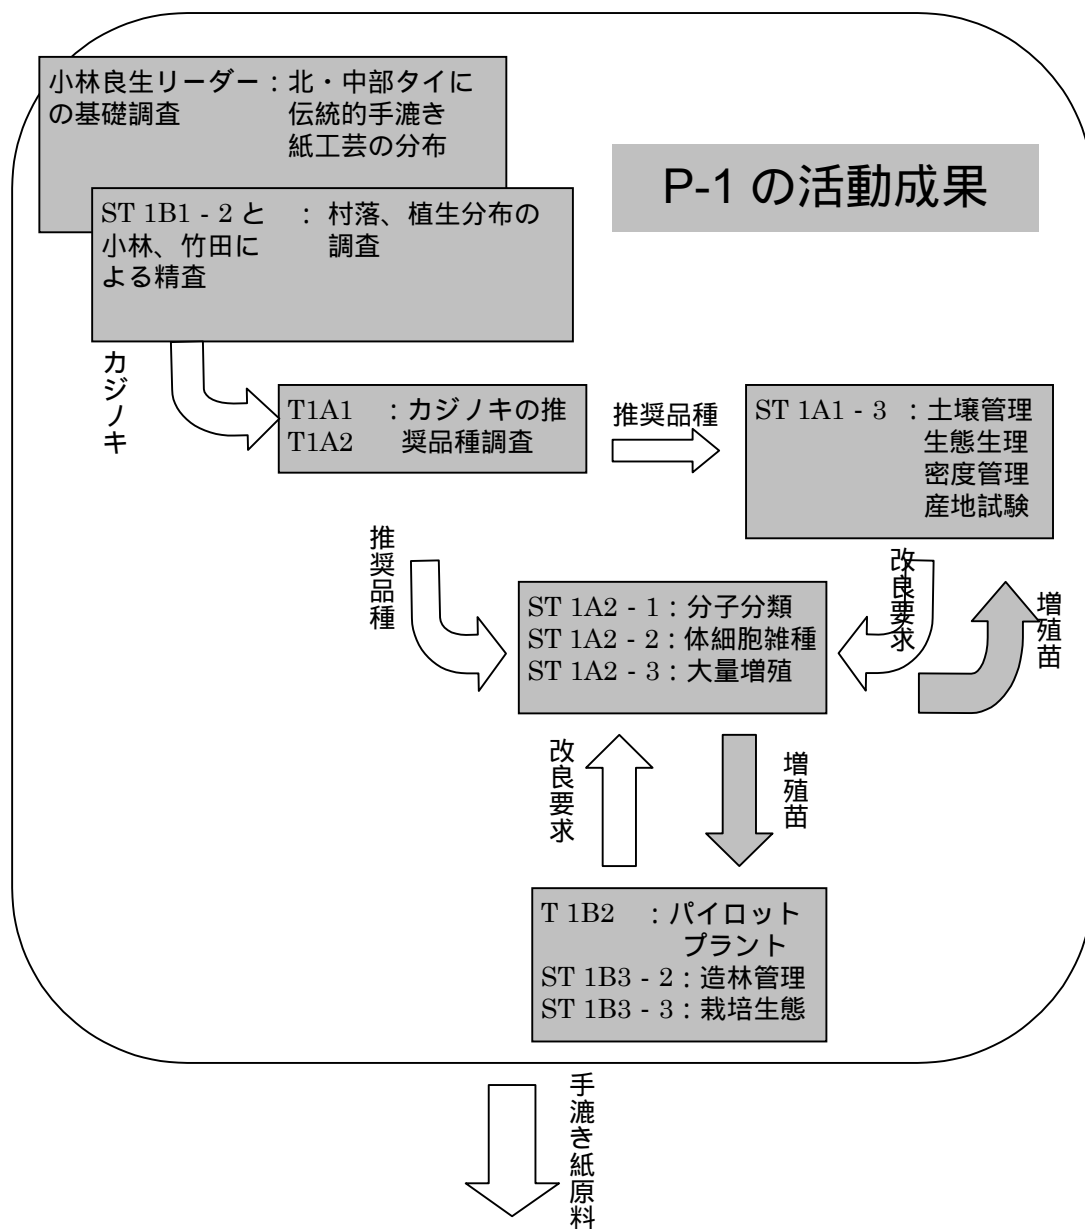 小林良生リーダー：北・中部タイに
の基礎調査 伝統的手漉き
紙工芸の分布
P-1 の活動成果
ST 1B1 - 2 と ： 村落、植生分布の
小林、竹田に 調査
よる精査
カジノキ
T1A1 ：カジノキの推
T1A2 奨品種調査
推奨品種
ST 1A1 - 3 ：土壌管理
生態生理
密度管理
産地試験
推奨品種
改良要求
増殖苗
ST 1A2 - 1：分子分類
ST 1A2 - 2：体細胞雑種
ST 1A2 - 3：大量増殖
改良要求
増殖苗
T 1B2 ：パイロット
プラント
ST 1B3 - 2：造林管理
ST 1B3 - 3：栽培生態
手漉き紙原料